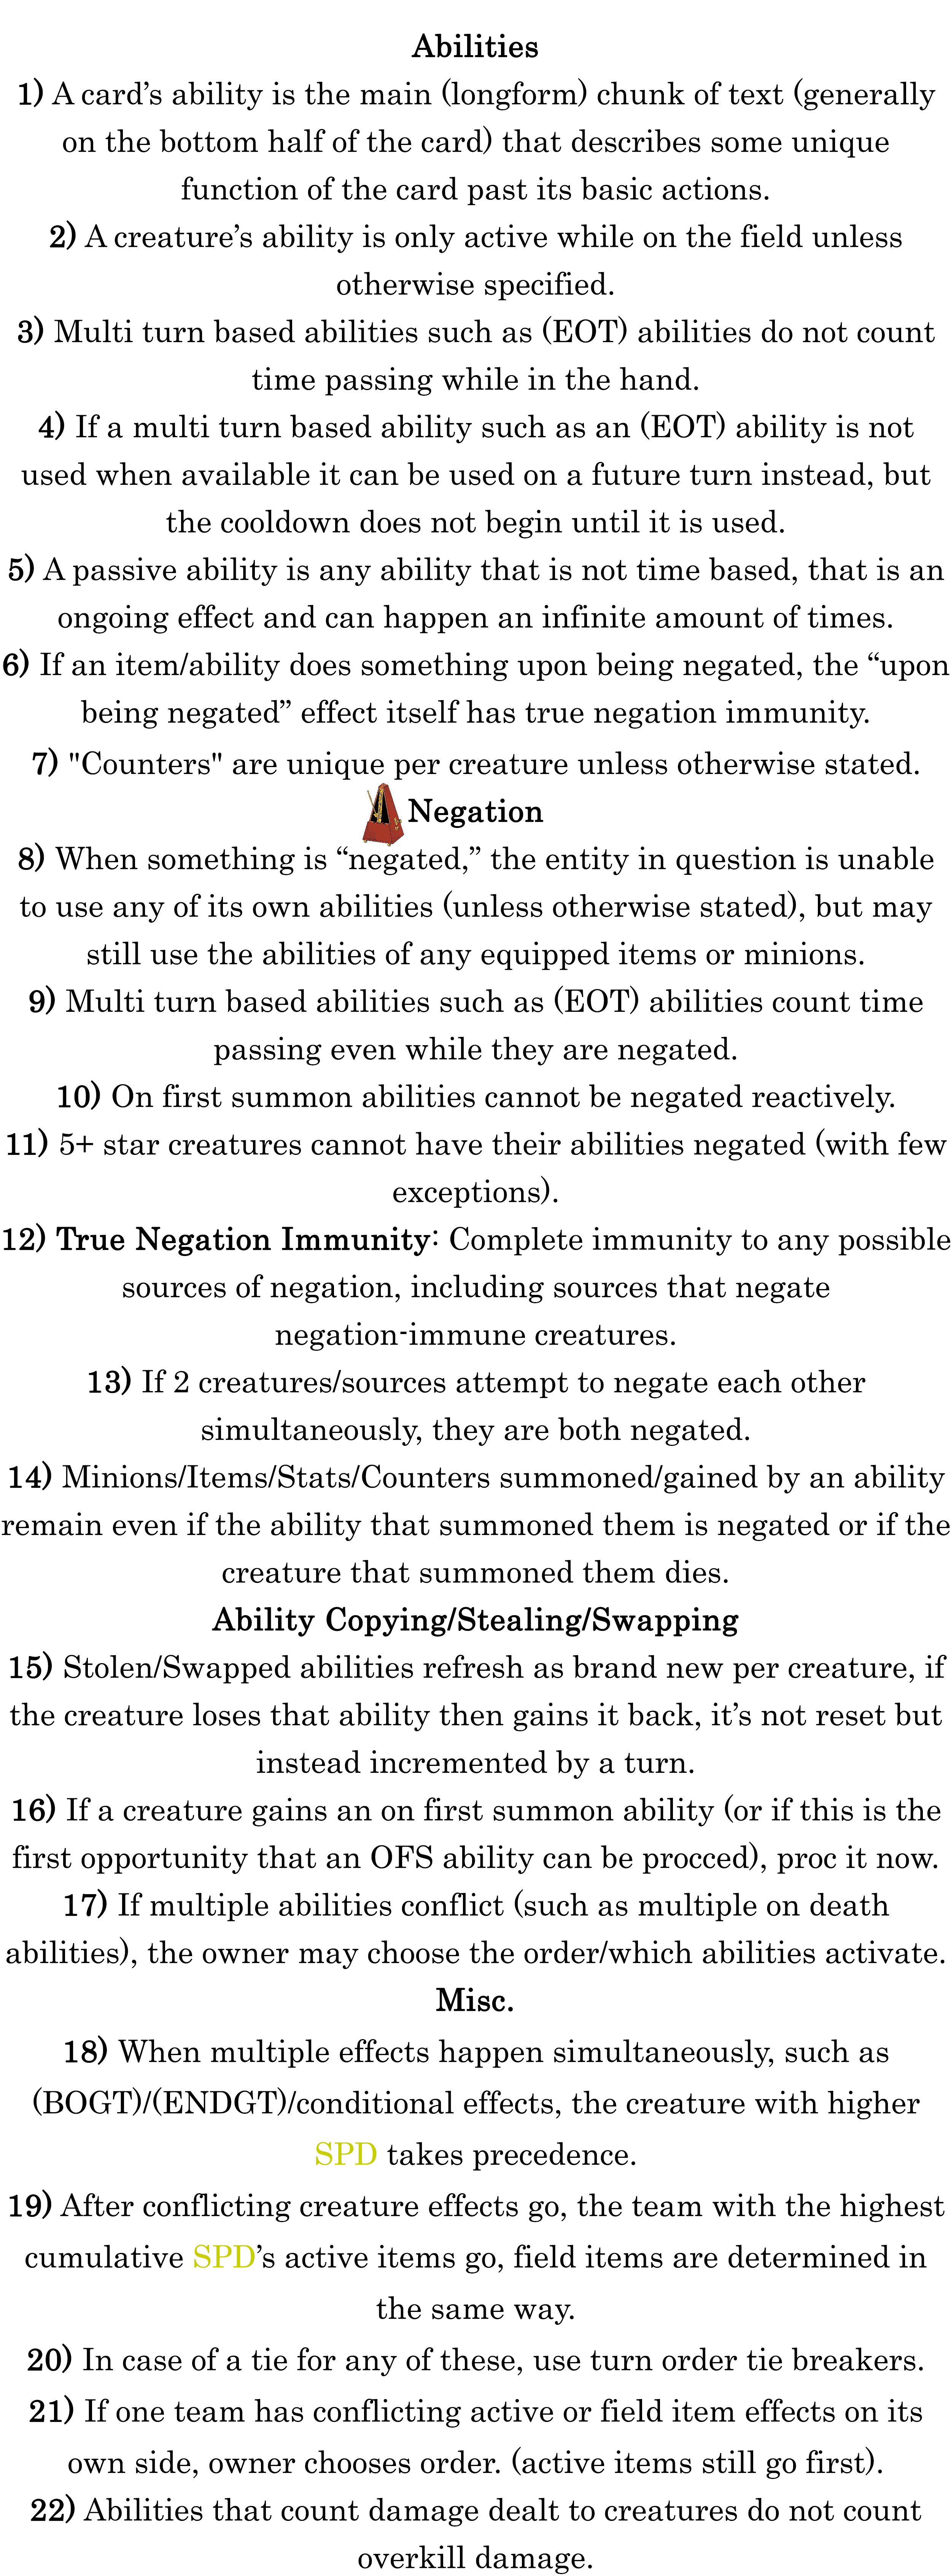 Abilities
1) A card’s ability is the main (longform) chunk of text (generally
on the bottom half of the card) that describes some unique
function of the card past its basic actions.
2) A creature’s ability is only active while on the field unless
otherwise specified.
3) Multi turn based abilities such as (EOT) abilities do not count
time passing while in the hand.
4) If a multi turn based ability such as an (EOT) ability is not
used when available it can be used on a future turn instead, but
the cooldown does not begin until it is used.
5) A passive ability is any ability that is not time based, that is an
ongoing effect and can happen an infinite amount of times.
6) If an item/ability does something upon being negated, the “upon
being negated” effect itself has true negation immunity.
7) "Counters" are unique per creature unless otherwise stated.
Negation
8) When something is “negated,” the entity in question is unable
to use any of its own abilities (unless otherwise stated), but may
still use the abilities of any equipped items or minions.
9) Multi turn based abilities such as (EOT) abilities count time
passing even while they are negated.
10) On first summon abilities cannot be negated reactively.
11) 5+ star creatures cannot have their abilities negated (with few
exceptions).
12) True Negation Immunity: Complete immunity to any possible
sources of negation, including sources that negate
negation-immune creatures.
13) If 2 creatures/sources attempt to negate each other
simultaneously, they are both negated.
14) Minions/Items/Stats/Counters summoned/gained by an ability
remain even if the ability that summoned them is negated or if the
creature that summoned them dies.
Ability Copying/Stealing/Swapping
15) Stolen/Swapped abilities refresh as brand new per creature, if
the creature loses that ability then gains it back, it’s not reset but
instead incremented by a turn.
16) If a creature gains an on first summon ability (or if this is the
first opportunity that an OFS ability can be procced), proc it now.
17) If multiple abilities conflict (such as multiple on death
abilities), the owner may choose the order/which abilities activate.
Misc.
18) When multiple effects happen simultaneously, such as
(BOGT)/(ENDGT)/conditional effects, the creature with higher
SPD takes precedence.
19) After conflicting creature effects go, the team with the highest
cumulative SPD’s active items go, field items are determined in
the same way.
20) In case of a tie for any of these, use turn order tie breakers.
21) If one team has conflicting active or field item effects on its
own side, owner chooses order. (active items still go first).
22) Abilities that count damage dealt to creatures do not count
overkill damage.